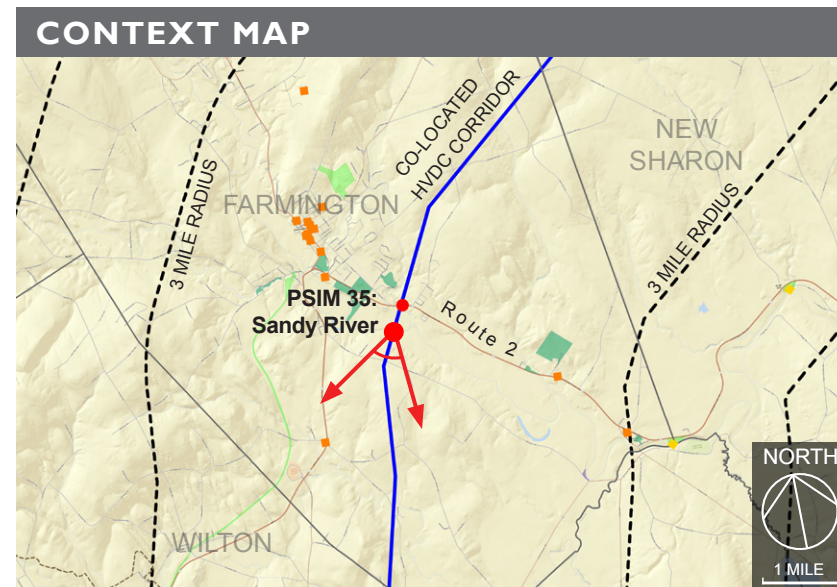 CONTEXT MAP
CO-LOCATED
HVDC CORRIDOR
NEW
SHARON
FARMINGTON
3 MILE RADIUS
3 MILE RADIUS
PSIM 35:
Sandy River
Route 2
WILTON
NORTH
1 MILE